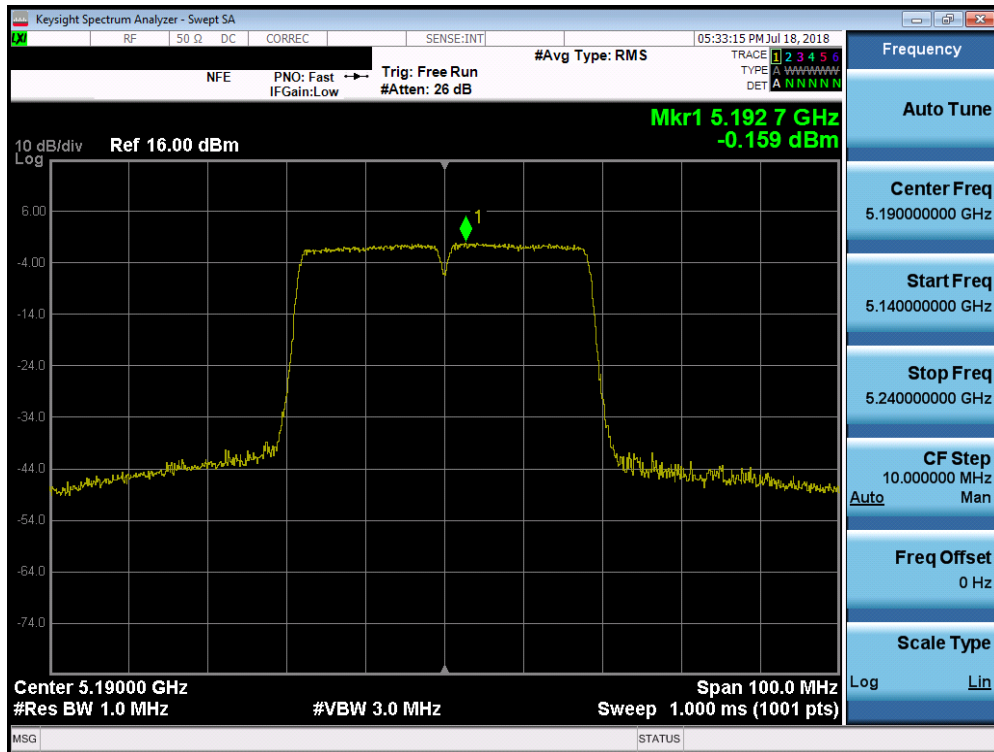 Keysight Spectrum Analyzer - Swept SA
LXI RF 50 Ω DC CORREC SENSE:INT 05:33:15 PM Jul 18, 2018
#Avg Type: RMS TRACE 1 2 3 4 5 6
NFE PNO: Fast Trig: Free Run TYPE A WWWWW
IFGain:Low #Atten: 26 dB DET A N N N N N
Mkr1 5.192 7 GHz
-0.159 dBm
10 dB/div Ref 16.00 dBm
Log
6.00
1
-4.00
-14.0
-24.0
-34.0
-44.0
-54.0
-64.0
-74.0
Center 5.19000 GHz Span 100.0 MHz
#Res BW 1.0 MHz #VBW 3.0 MHz Sweep 1.000 ms (1001 pts)
MSG STATUS
Frequency
Auto Tune
Center Freq
5.190000000 GHz
Start Freq
5.140000000 GHz
Stop Freq
5.240000000 GHz
CF Step
10.000000 MHz
Auto Man
Freq Offset
0 Hz
Scale Type
Log Lin